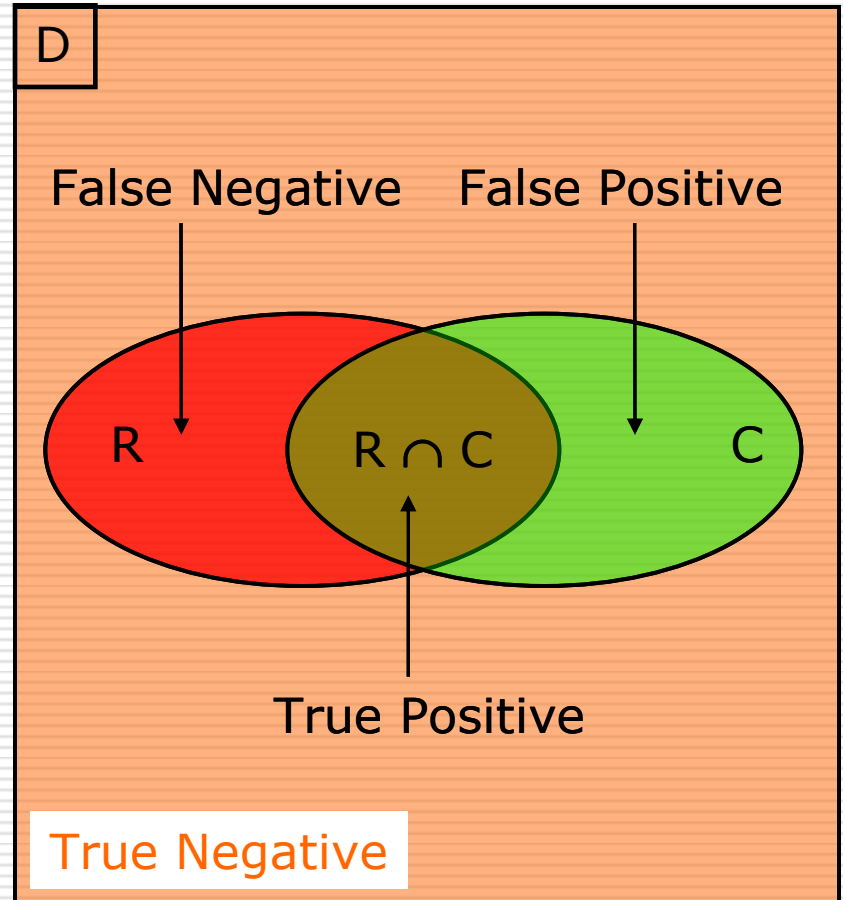 D
False Negative
False Positive
R
R ∩ C
C
True Positive
True Negative